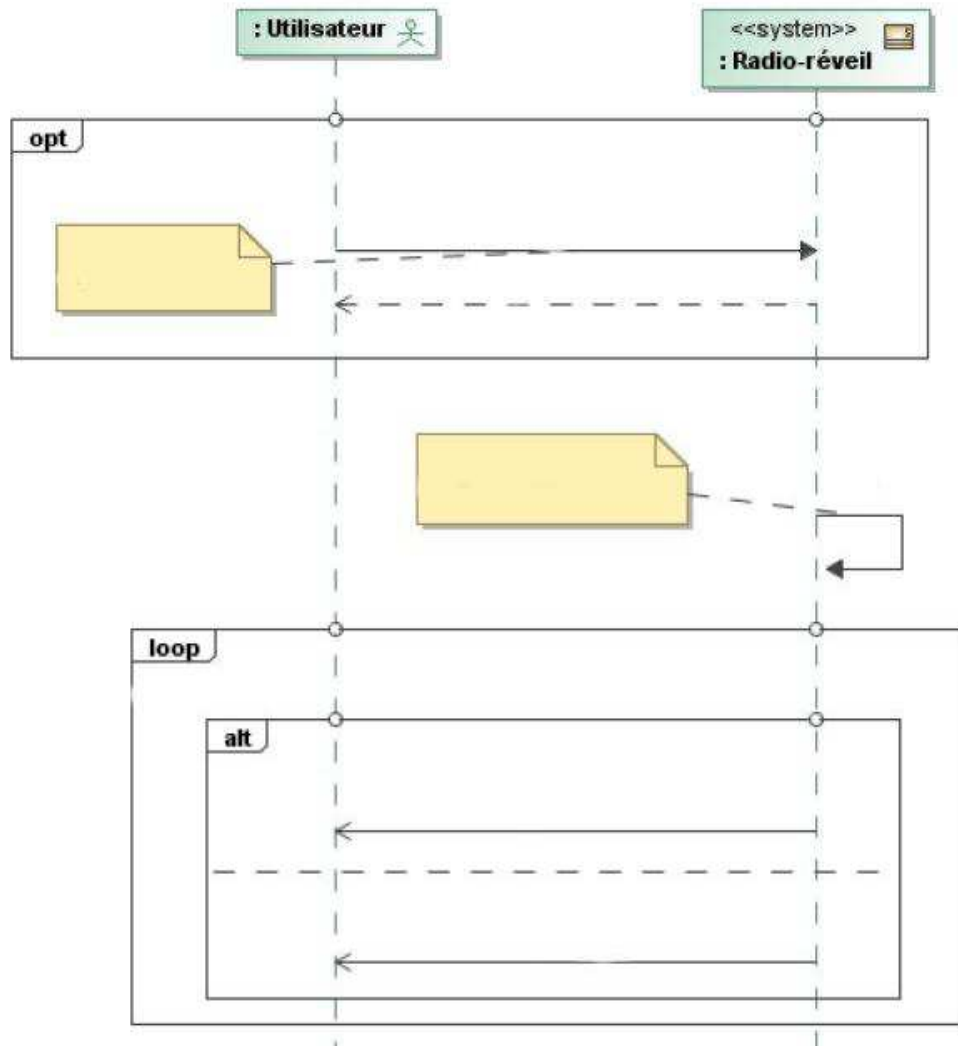 : Utilisateur
<<system>>
: Radio-réveil
opt
loop
alt